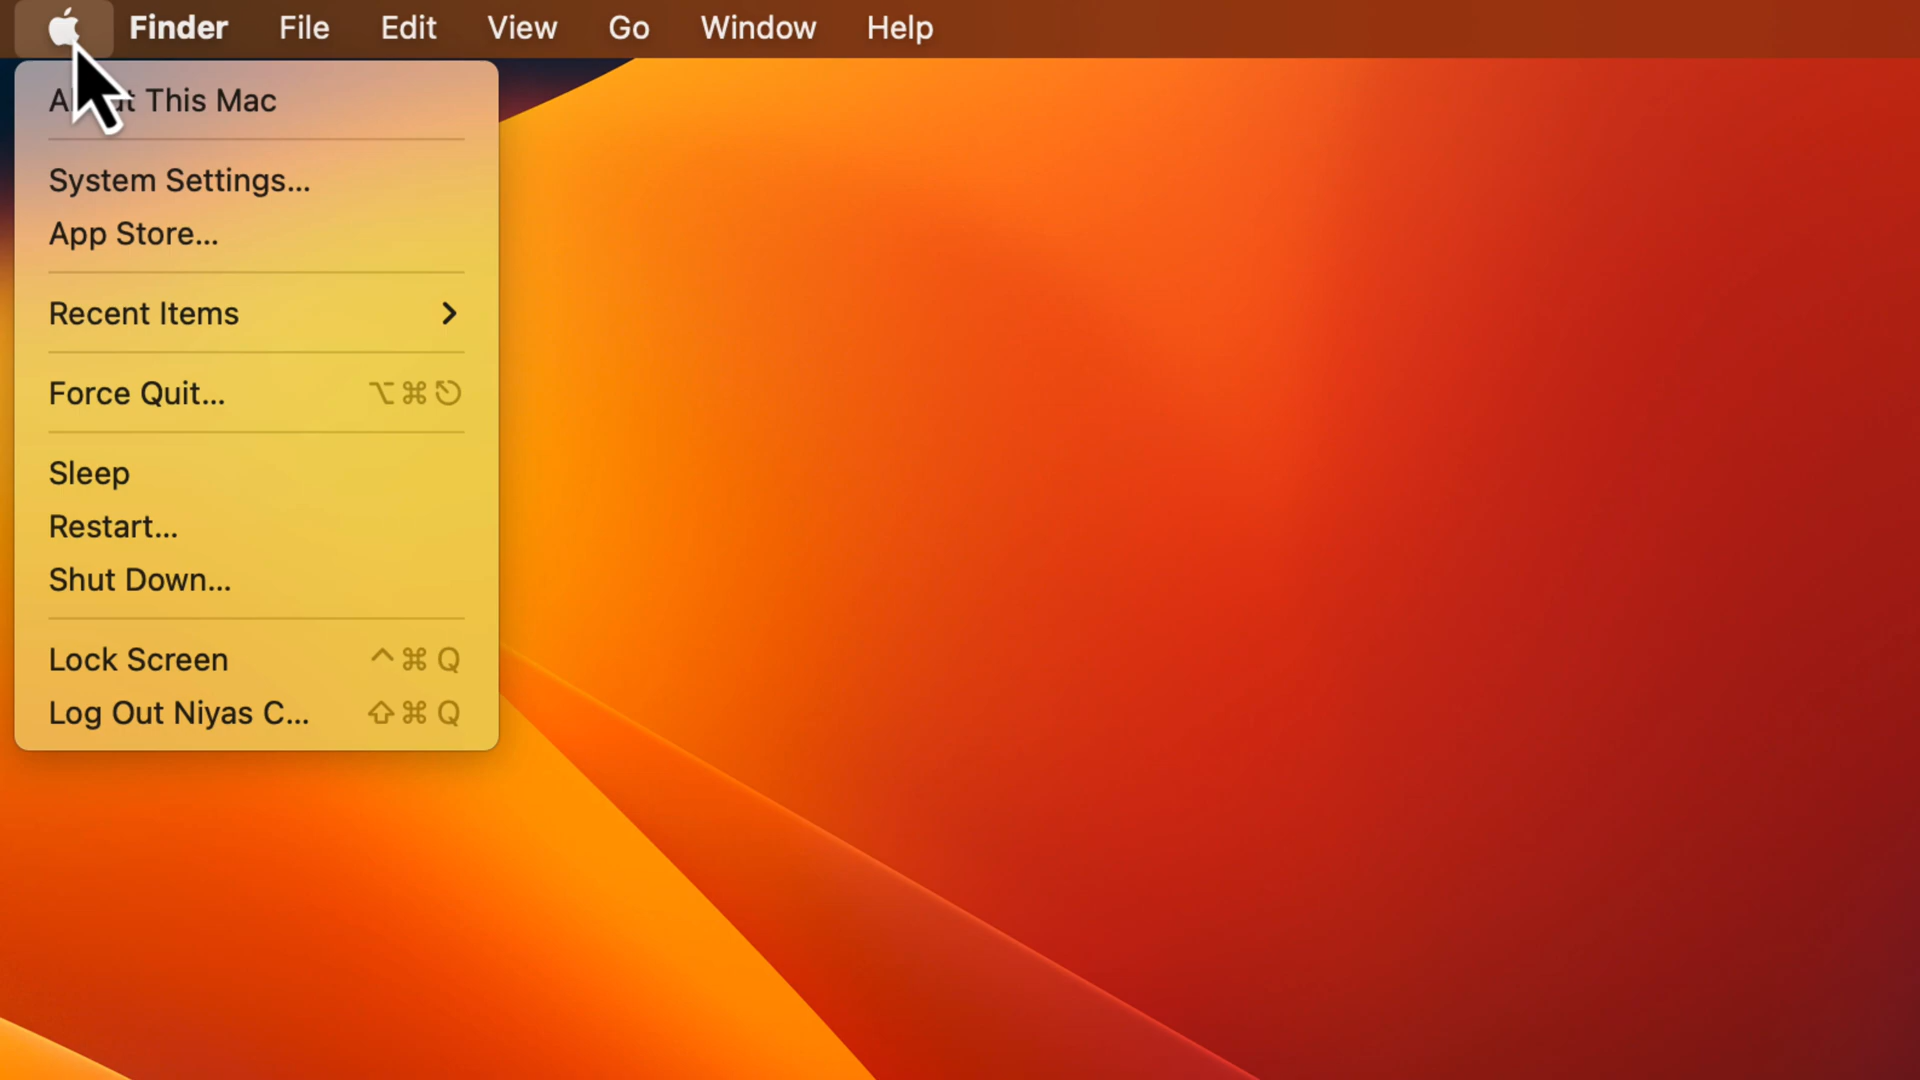 Finder File Edit View Go Window Help
About This Mac
System Settings...
App Store...
Recent Items
Force Quit... ⌥⌘⎋
Sleep
Restart...
Shut Down...
Lock Screen ^⌘Q
Log Out Niyas C... ⇧⌘Q